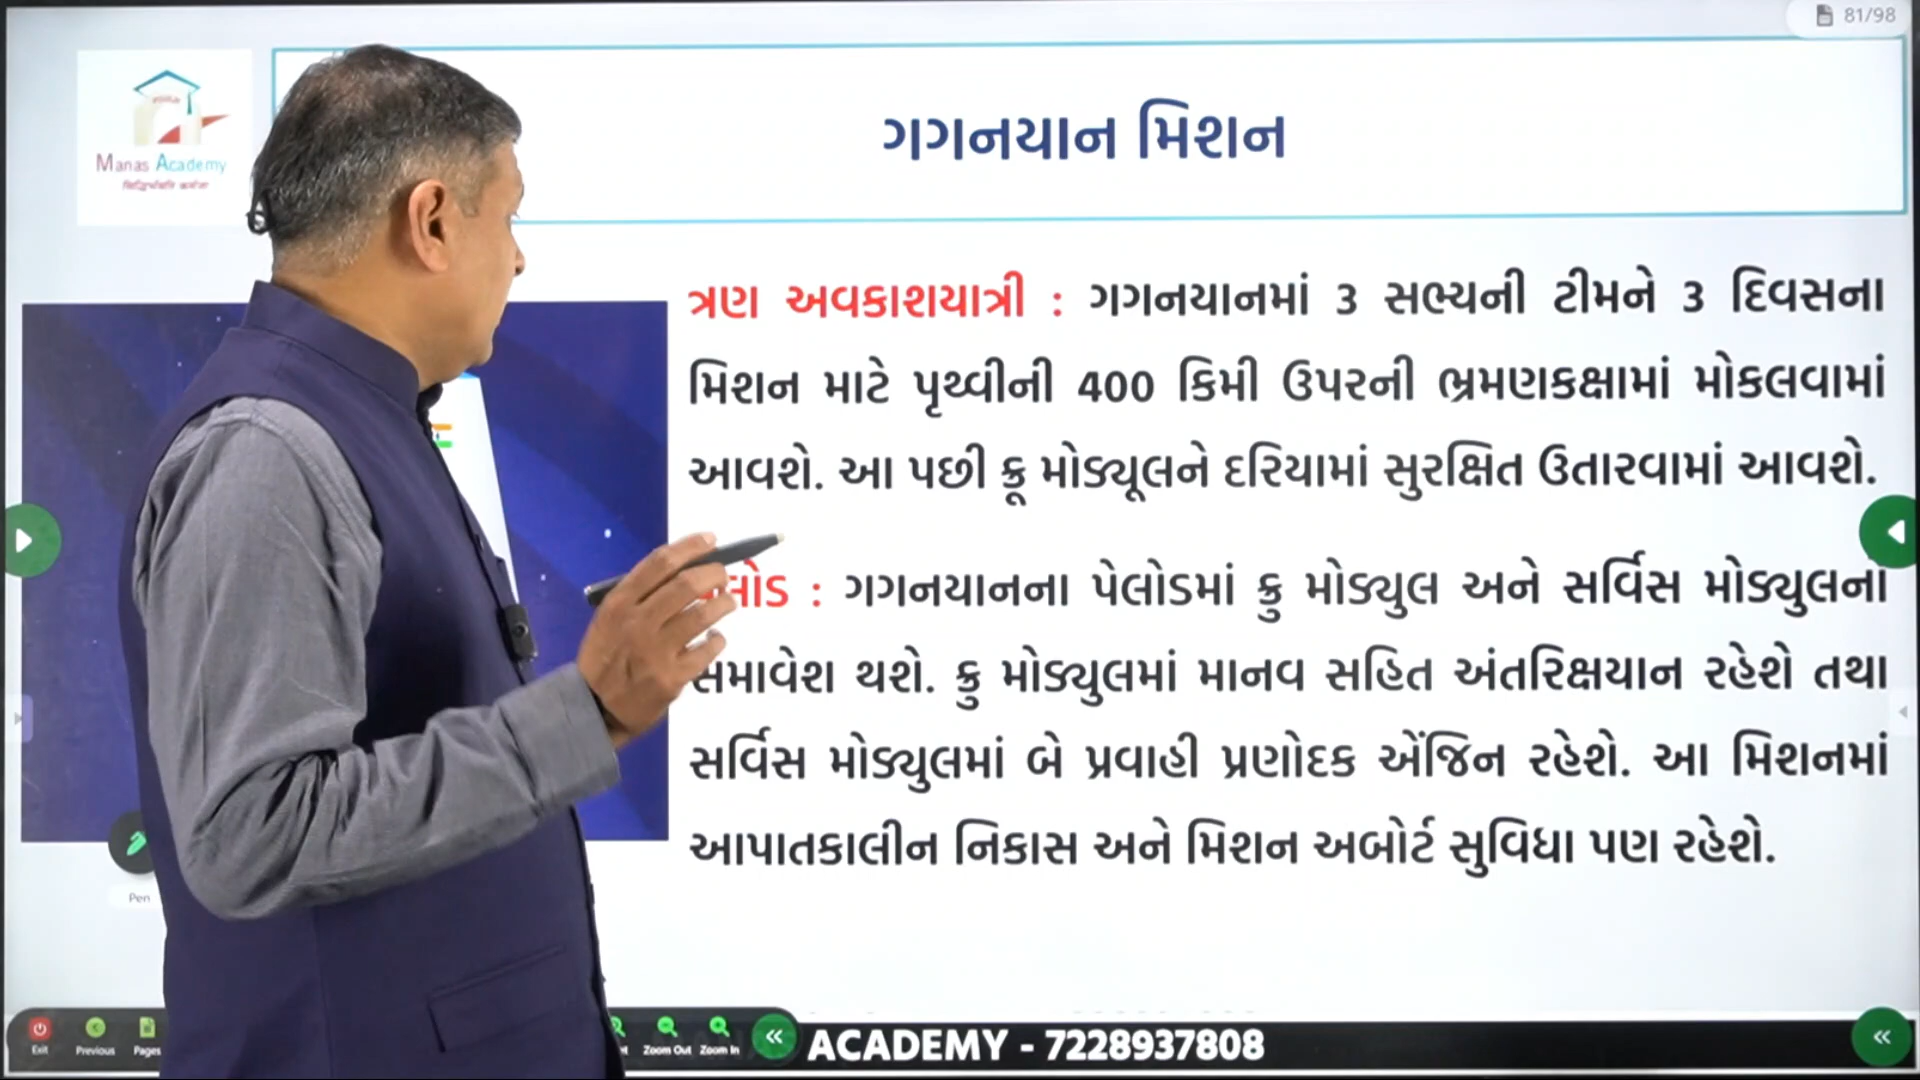 81/98
Manas Academy
ગગનયાન મિશન
ત્રણ અવકાશયાત્રી : ગગનયાનમાં 3 સભ્યની ટીમને 3 દિવસના
મિશન માટે પૃથ્વીની 400 કિમી ઉપરની ભ્રમણકક્ષામાં મોકલવામાં
આવશે. આ પછી ક્રૂ મોડ્યૂલને દરિયામાં સુરક્ષિત ઉતારવામાં આવશે.
: ગગનયાનના પેલોડમાં ક્રુ મોડ્યુલ અને સર્વિસ મોડ્યુલના
સમાવેશ થશે. ક્રુ મોડ્યુલમાં માનવ સહિત અંતરિક્ષયાન રહેશે તથા
સર્વિસ મોડ્યુલમાં બે પ્રવાહી પ્રણોદક એંજિન રહેશે. આ મિશનમાં
આપાતકાલીન નિકાસ અને મિશન અબોર્ટ સુવિધા પણ રહેશે.
Pen
Exit Previous Pages Zoom Out Zoom In
ACADEMY - 7228937808